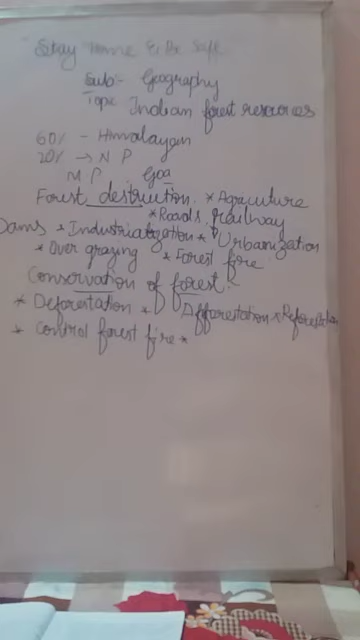 Stay Home & Be Safe
Sub:- Geography
Topic Indian forest resources
60% - Himalayan
20% → N P
M P Goa
Forest destruction * Agriculture
* Roads & railway
Dams * Industrialization * Urbanization
* Over grazing * Forest fire
Conservation of forest:-
* Deforestation * Afforestation * Reforestation
* Control forest fire *